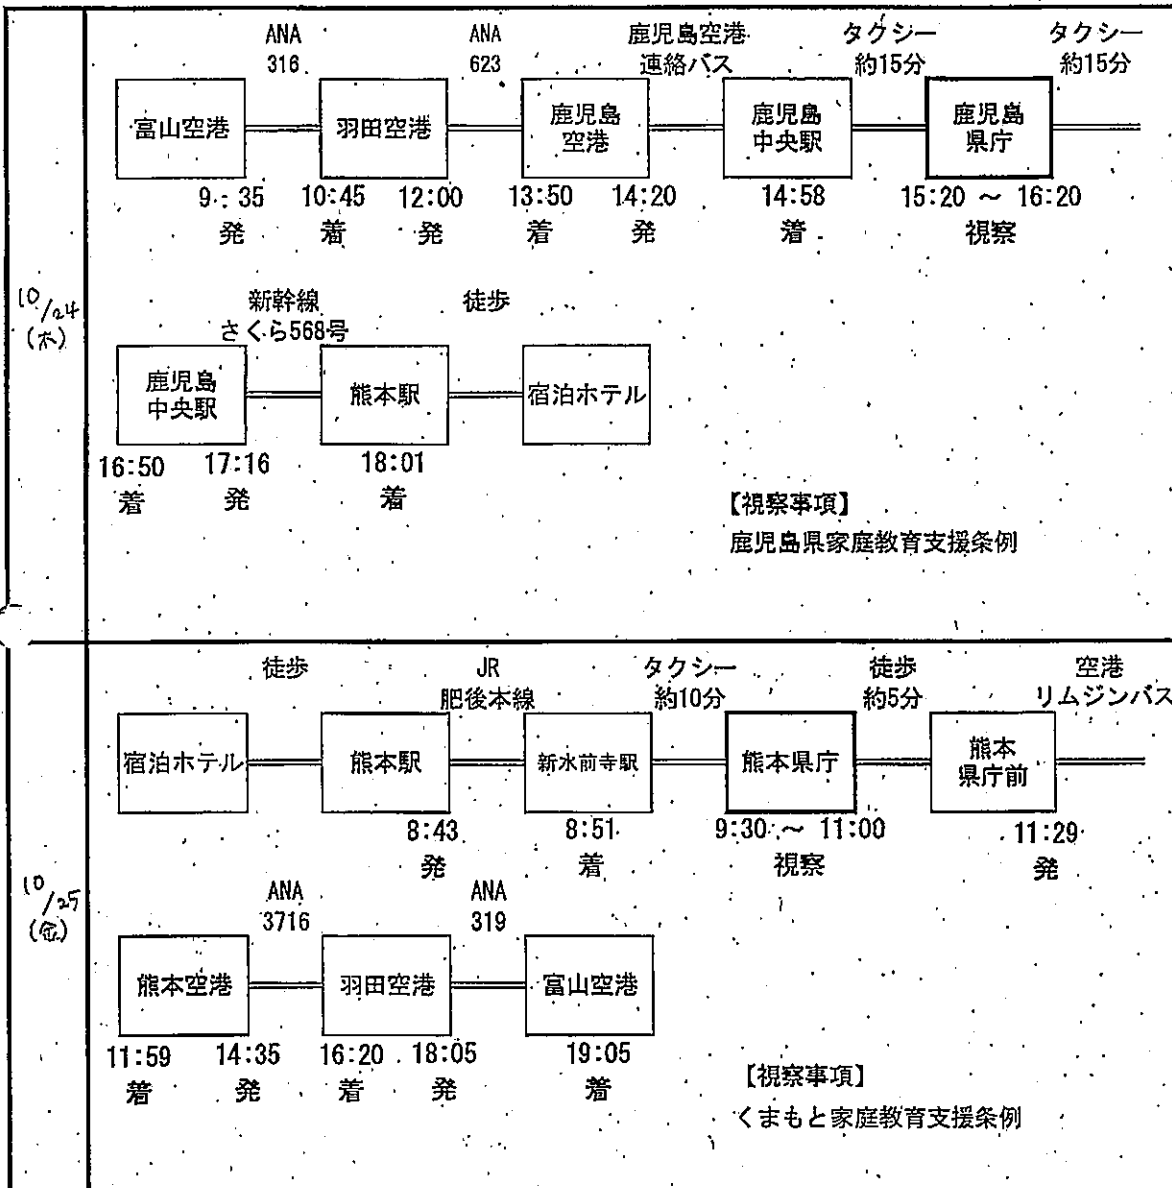 10/24
(木)
ANA
316
ANA
623
鹿児島空港
連絡バス
タクシー
約15分
タクシー
約15分
富山空港
羽田空港
鹿児島
空港
鹿児島
中央駅
鹿児島
県庁
9:35
発
10:45
着
12:00
発
13:50
着
14:20
発
14:58
着
15:20 ～ 16:20
視察
新幹線
さくら568号
徒歩
鹿児島
中央駅
熊本駅
宿泊ホテル
16:50
着
17:16
発
18:01
着
【視察事項】
鹿児島県家庭教育支援条例
10/25
(金)
徒歩
JR
肥後本線
タクシー
約10分
徒歩
約5分
空港
リムジンバス
宿泊ホテル
熊本駅
新水前寺駅
熊本県庁
熊本
県庁前
8:43
発
8:51
着
9:30 ～ 11:00
視察
11:29
発
ANA
3716
ANA
319
熊本空港
羽田空港
富山空港
11:59
着
14:35
発
16:20
着
18:05
発
19:05
着
【視察事項】
くまもと家庭教育支援条例